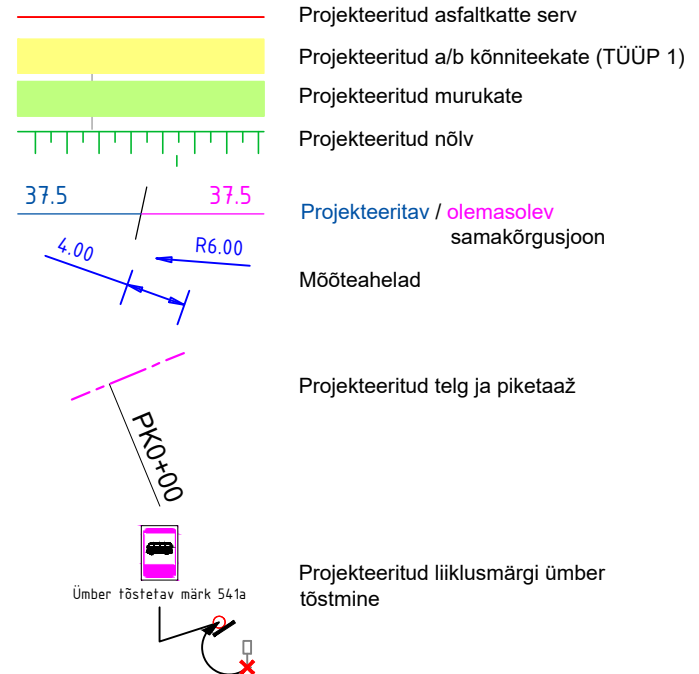 Projekteeritud asfaltkatte serv
Projekteeritud a/b kõnniteekate (TÜÜP 1)
Projekteeritud murukate
Projekteeritud nõlv
37.5 37.5
Projekteeritav / olemasolev
samakõrgusjoon
4.00 R6.00
Mõõteahelad
Projekteeritud telg ja piketaaž
PK0+00
Projekteeritud liiklusmärgi ümber
tõstmine
Ümber tõstetav märk 541a